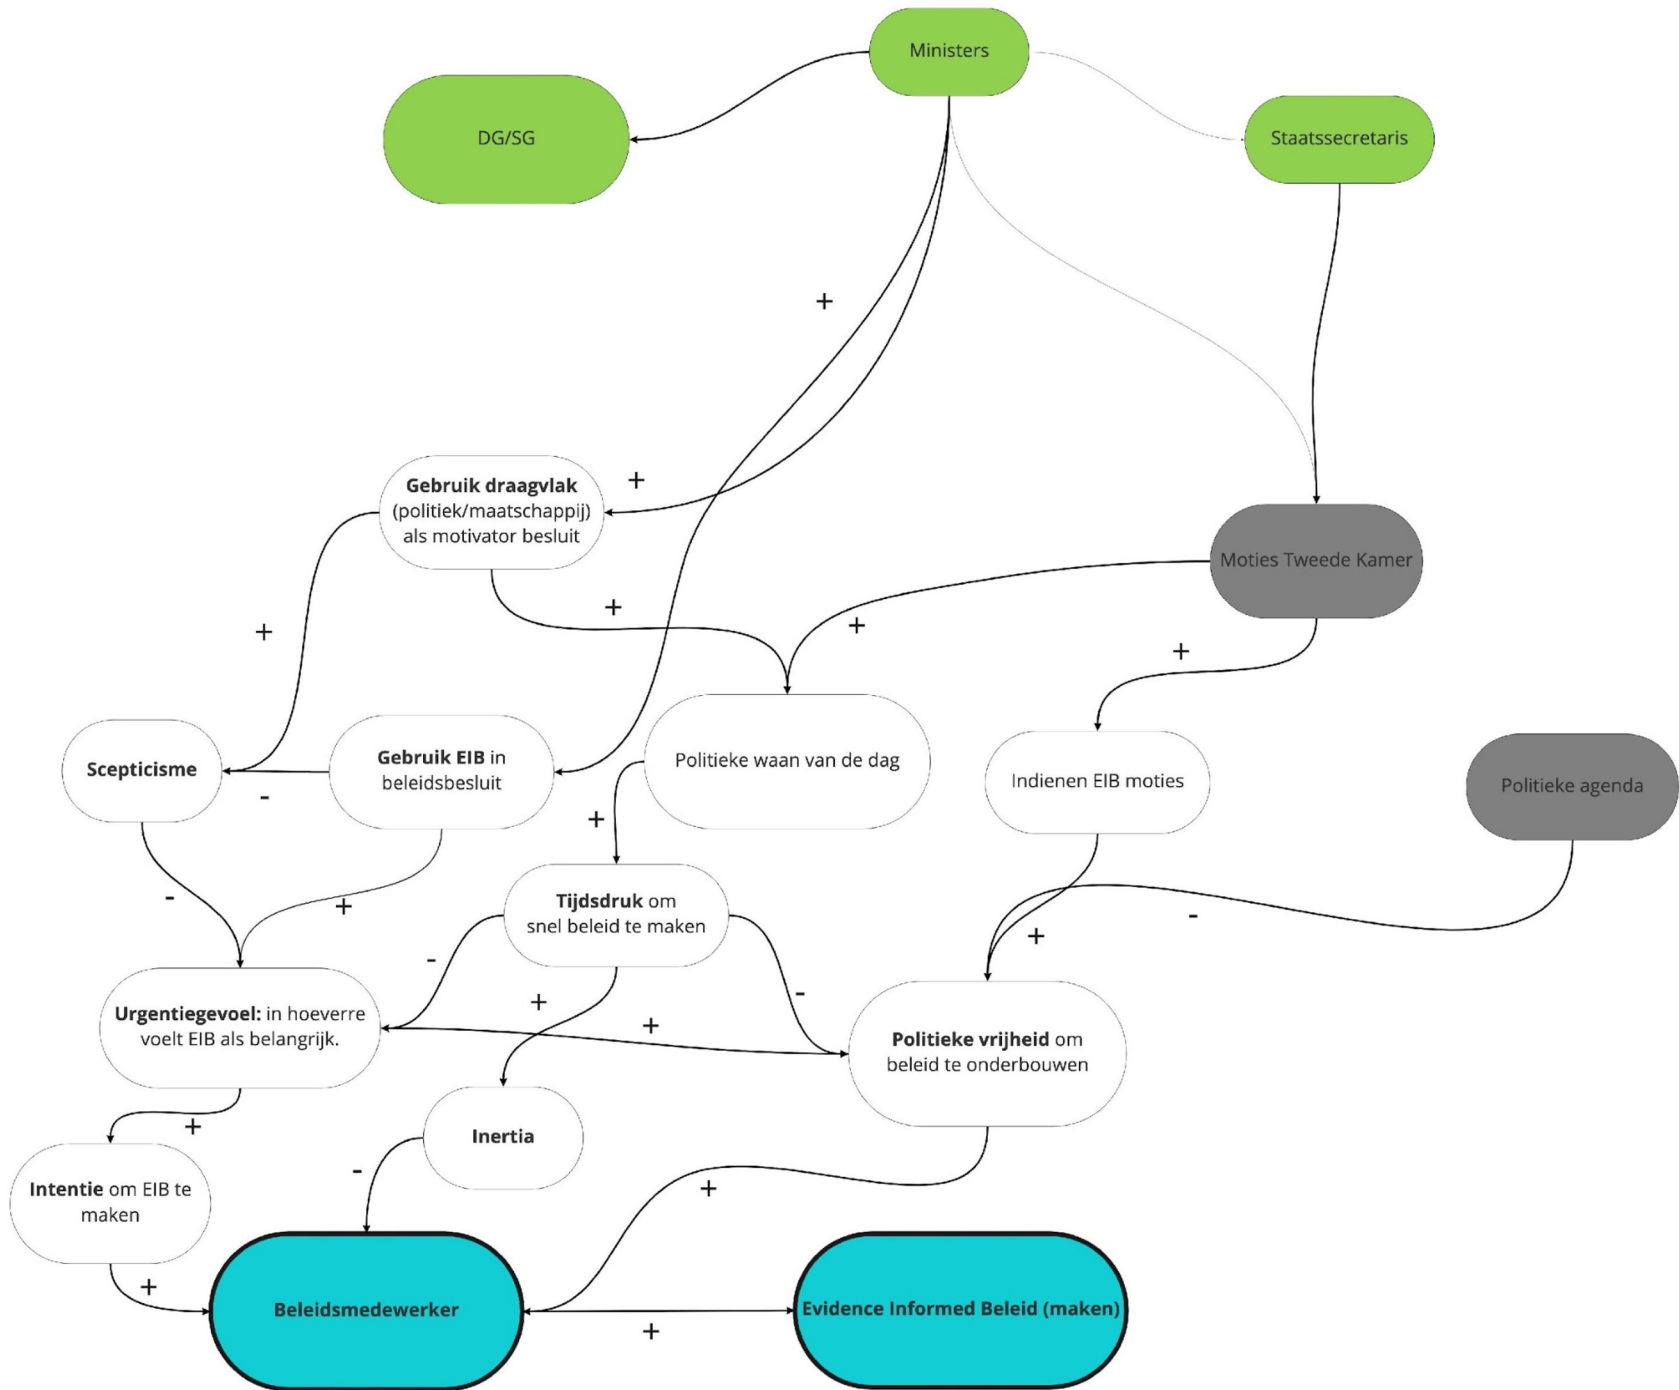 Ministers
DG/SG
Staatssecretaris
+
Gebruik draagvlak
(politiek/maatschappij)
als motivator besluit
+
Moties Tweede Kamer
+
+
+
+
Scepticisme
Gebruik EIB in
beleidsbesluit
-
Politieke waan van de dag
Indienen EIB moties
Politieke agenda
+
-
+
Tijdsdruk om
snel beleid te maken
-
+
-
-
Urgentiegevoel: in hoeverre
voelt EIB als belangrijk.
+
+
Politieke vrijheid om
beleid te onderbouwen
+
Inertia
-
Intentie om EIB te
maken
+
+
Beleidsmedewerker
+
Evidence Informed Beleid (maken)